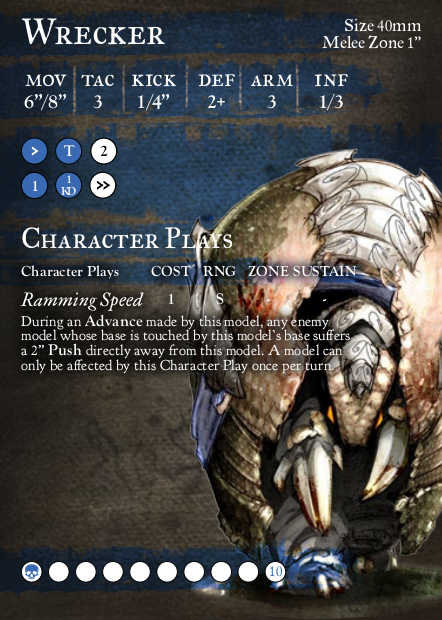 Wrecker
Size 40mm
Melee Zone 1"
MOV TAC KICK DEF ARM INF
6"/8" 3 1/4" 2+ 3 1/3
> T 2
1 1 KD >>
Character Plays
Character Plays COST RNG ZONE SUSTAIN
Ramming Speed 1 S - -
During an Advance made by this model, any enemy
model whose base is touched by this model's base suffers
a 2" Push directly away from this model. A model can
only be affected by this Character Play once per turn.
10